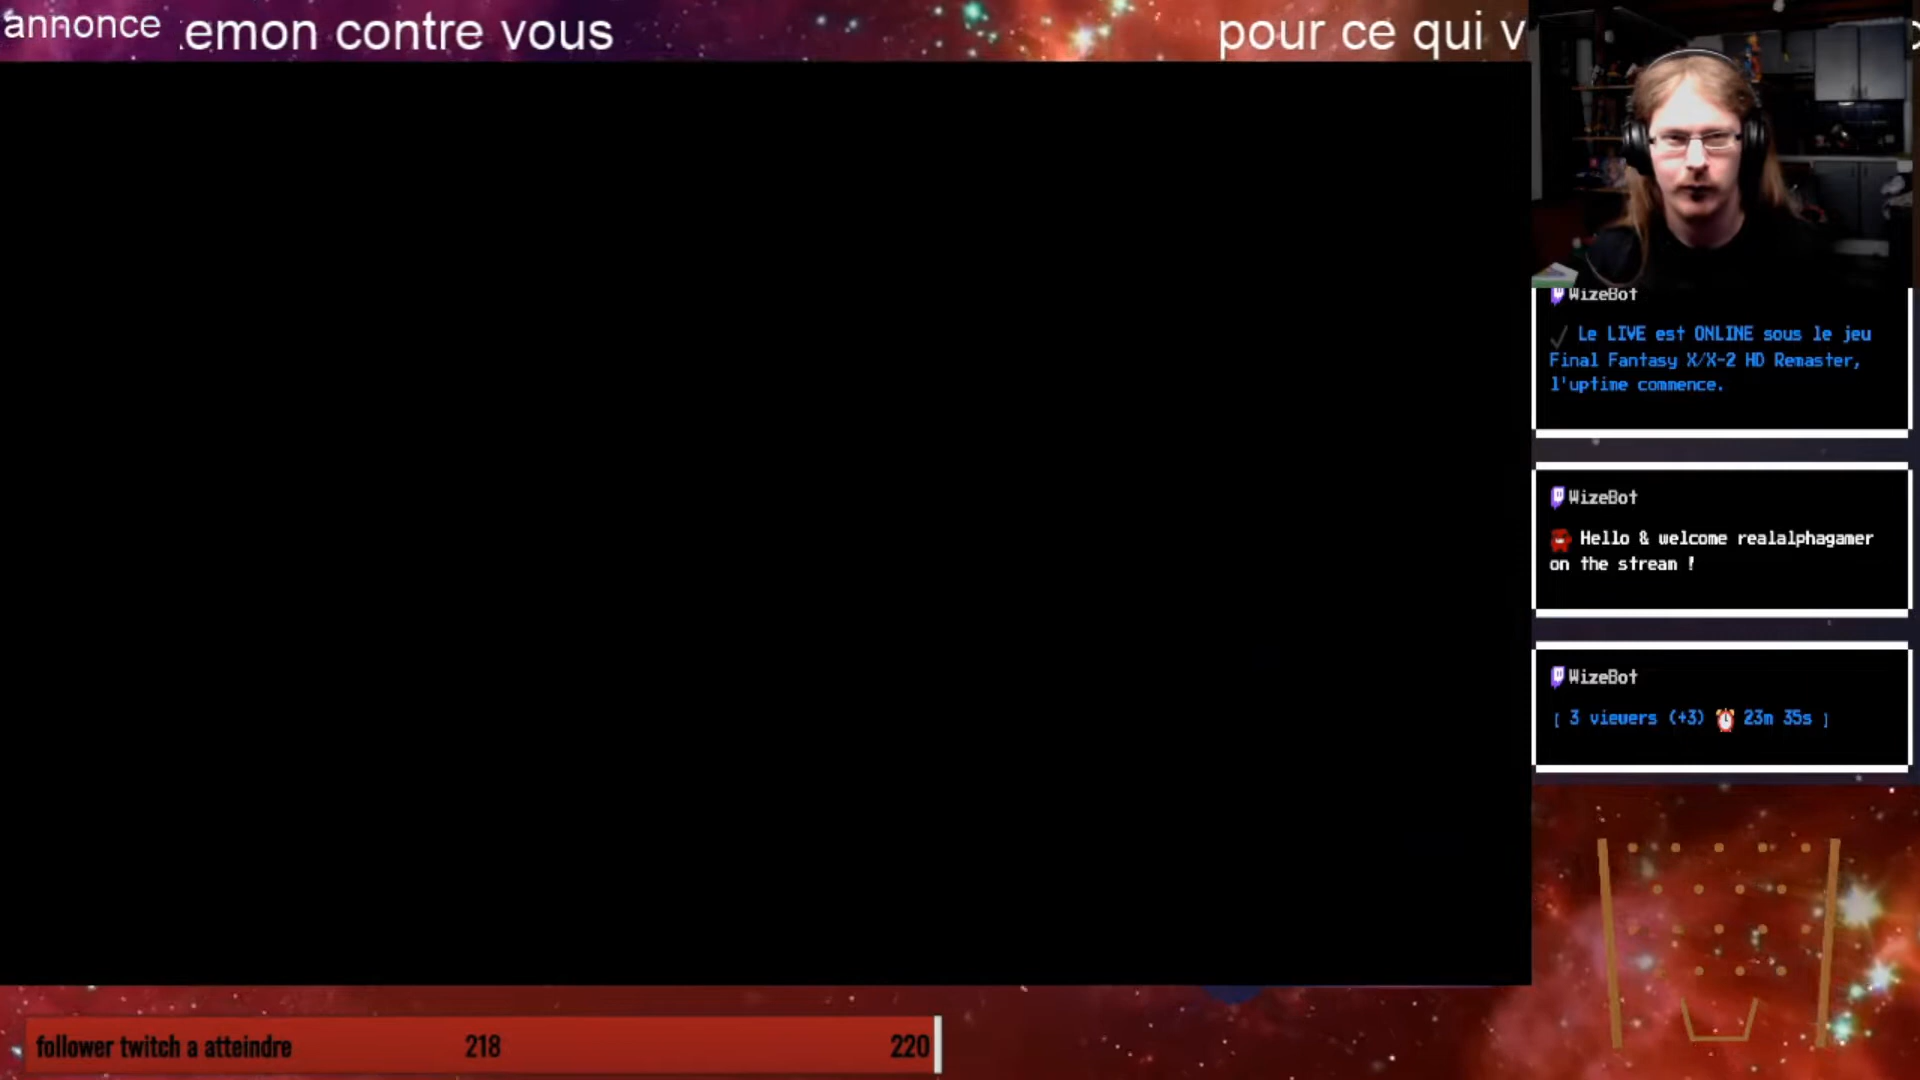 annonce
emon contre vous
pour ce qui v
WizeBot
Le LIVE est ONLINE sous le jeu
Final Fantasy X/X-2 HD Remaster,
l'uptime commence.
WizeBot
Hello & welcome realalphagamer
on the stream !
WizeBot
[ 3 viewers (+3) ⏰ 23m 35s ]
follower twitch a atteindre 218 220